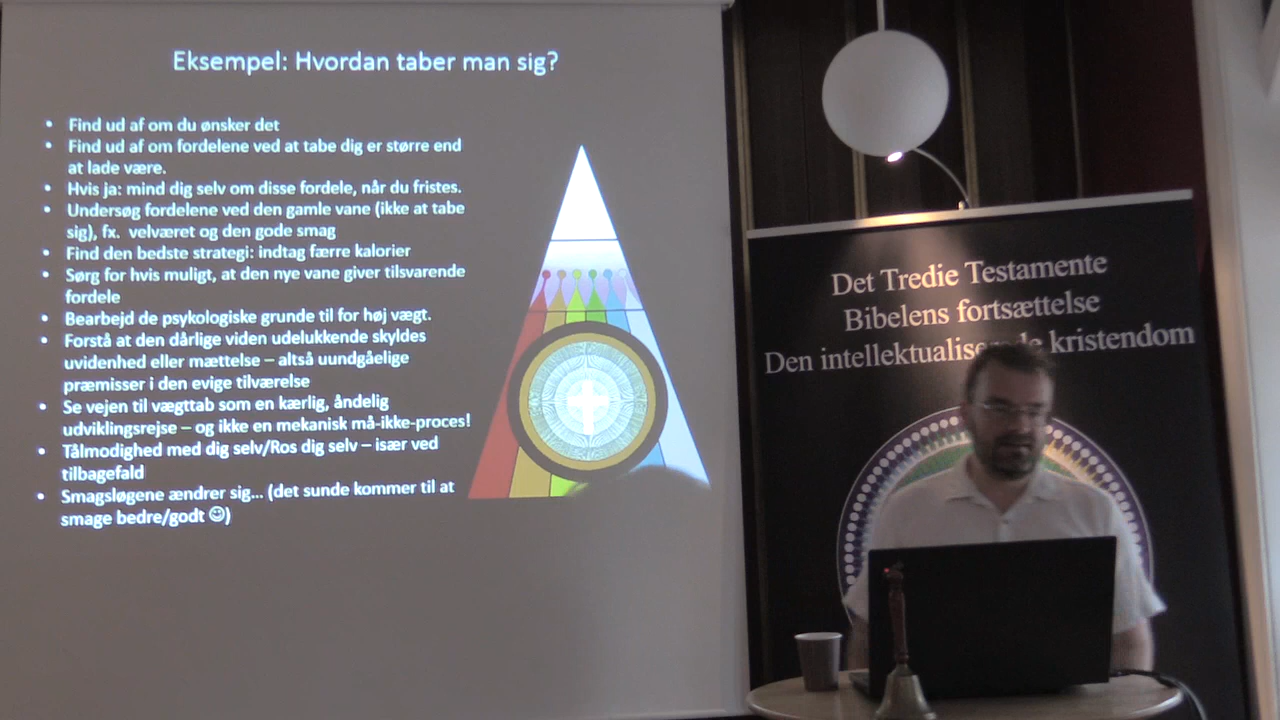 Eksempel: Hvordan taber man sig?
• Find ud af om du ønsker det
• Find ud af om fordelene ved at tabe dig er større end
at lade være.
• Hvis ja: mind dig selv om disse fordele, når du fristes.
• Undersøg fordelene ved den gamle vane (ikke at tabe
sig), fx. velværet og den gode smag
• Find den bedste strategi: indtag færre kalorier
• Sørg for hvis muligt, at den nye vane giver tilsvarende
fordele
• Bearbejd de psykologiske grunde til for høj vægt.
• Forstå at den dårlige viden udelukkende skyldes
uvidenhed eller mættelse – altså uundgåelige
præmisser i den evige tilværelse
• Se vejen til vægttab som en kærlig, åndelig
udviklingsrejse – og ikke en mekanisk må-ikke-proces!
• Tålmodighed med dig selv/Ros dig selv – især ved
tilbagefald
• Smagsløgene ændrer sig... (det sunde kommer til at
smage bedre/godt ☺)
Det Tredie Testamente
Bibelens fortsættelse
Den kristendom